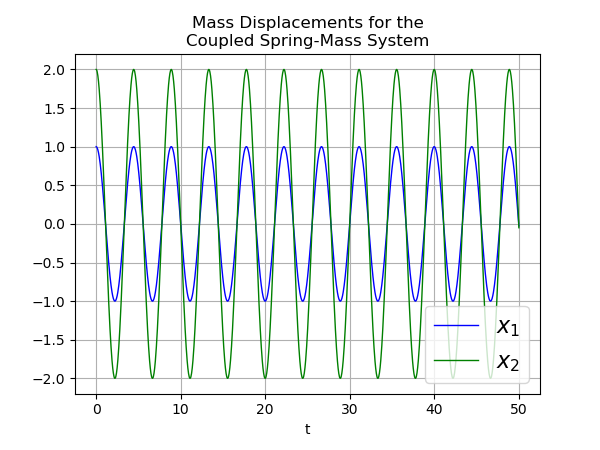 Mass Displacements for the
Coupled Spring-Mass System
2.0
1.5
1.0
0.5
0.0
−0.5
−1.0
−1.5
−2.0
0 10 20 30 40 50
t
x₁
x₂